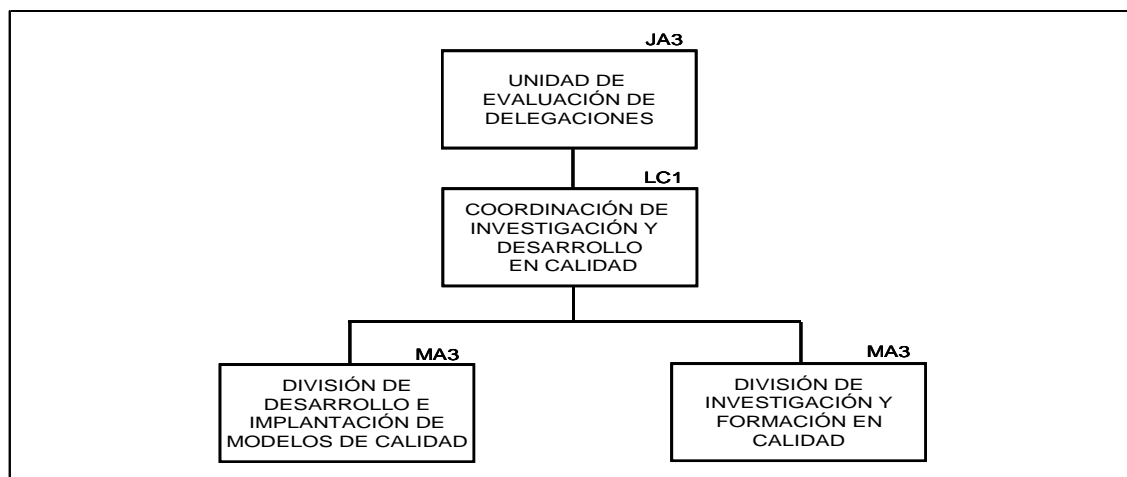 JA3
UNIDAD DE
EVALUACIÓN DE
DELEGACIONES
LC1
COORDINACIÓN DE
INVESTIGACIÓN Y
DESARROLLO
EN CALIDAD
MA3
DIVISIÓN DE
DESARROLLO E
IMPLANTACIÓN DE
MODELOS DE CALIDAD
MA3
DIVISIÓN DE
INVESTIGACIÓN Y
FORMACIÓN EN
CALIDAD